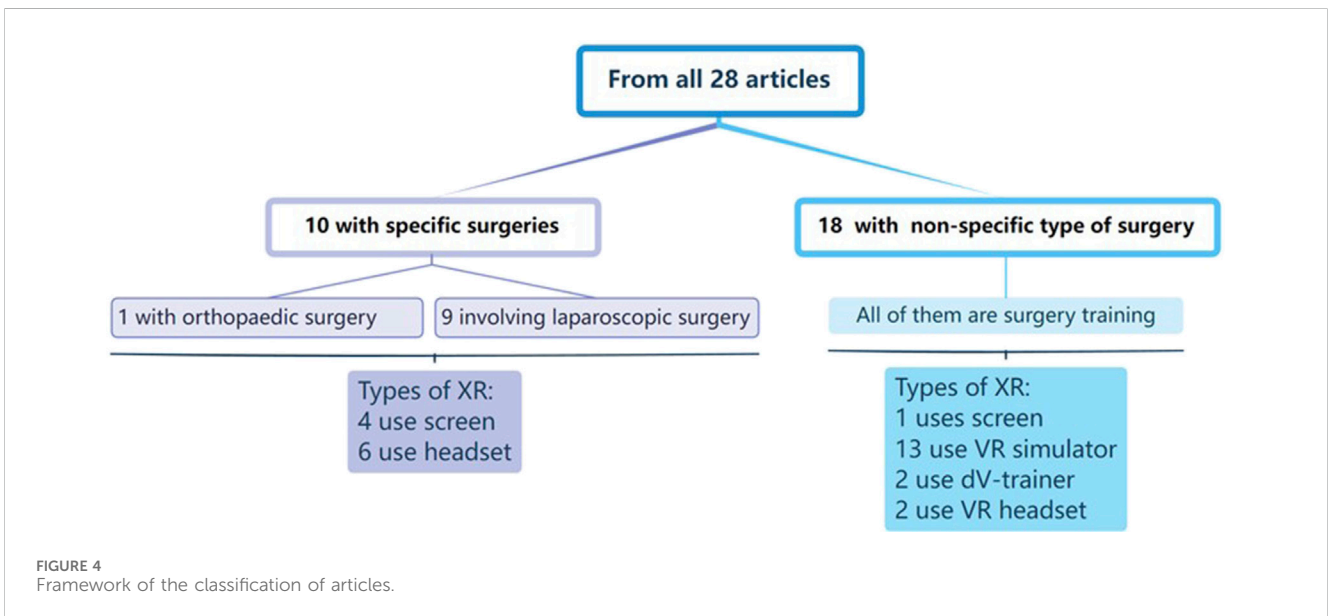 From all 28 articles
10 with specific surgeries
18 with non-specific type of surgery
1 with orthopaedic surgery
9 involving laparoscopic surgery
All of them are surgery training
Types of XR:
4 use screen
6 use headset
Types of XR:
1 uses screen
13 use VR simulator
2 use dV-trainer
2 use VR headset
FIGURE 4
Framework of the classification of articles.